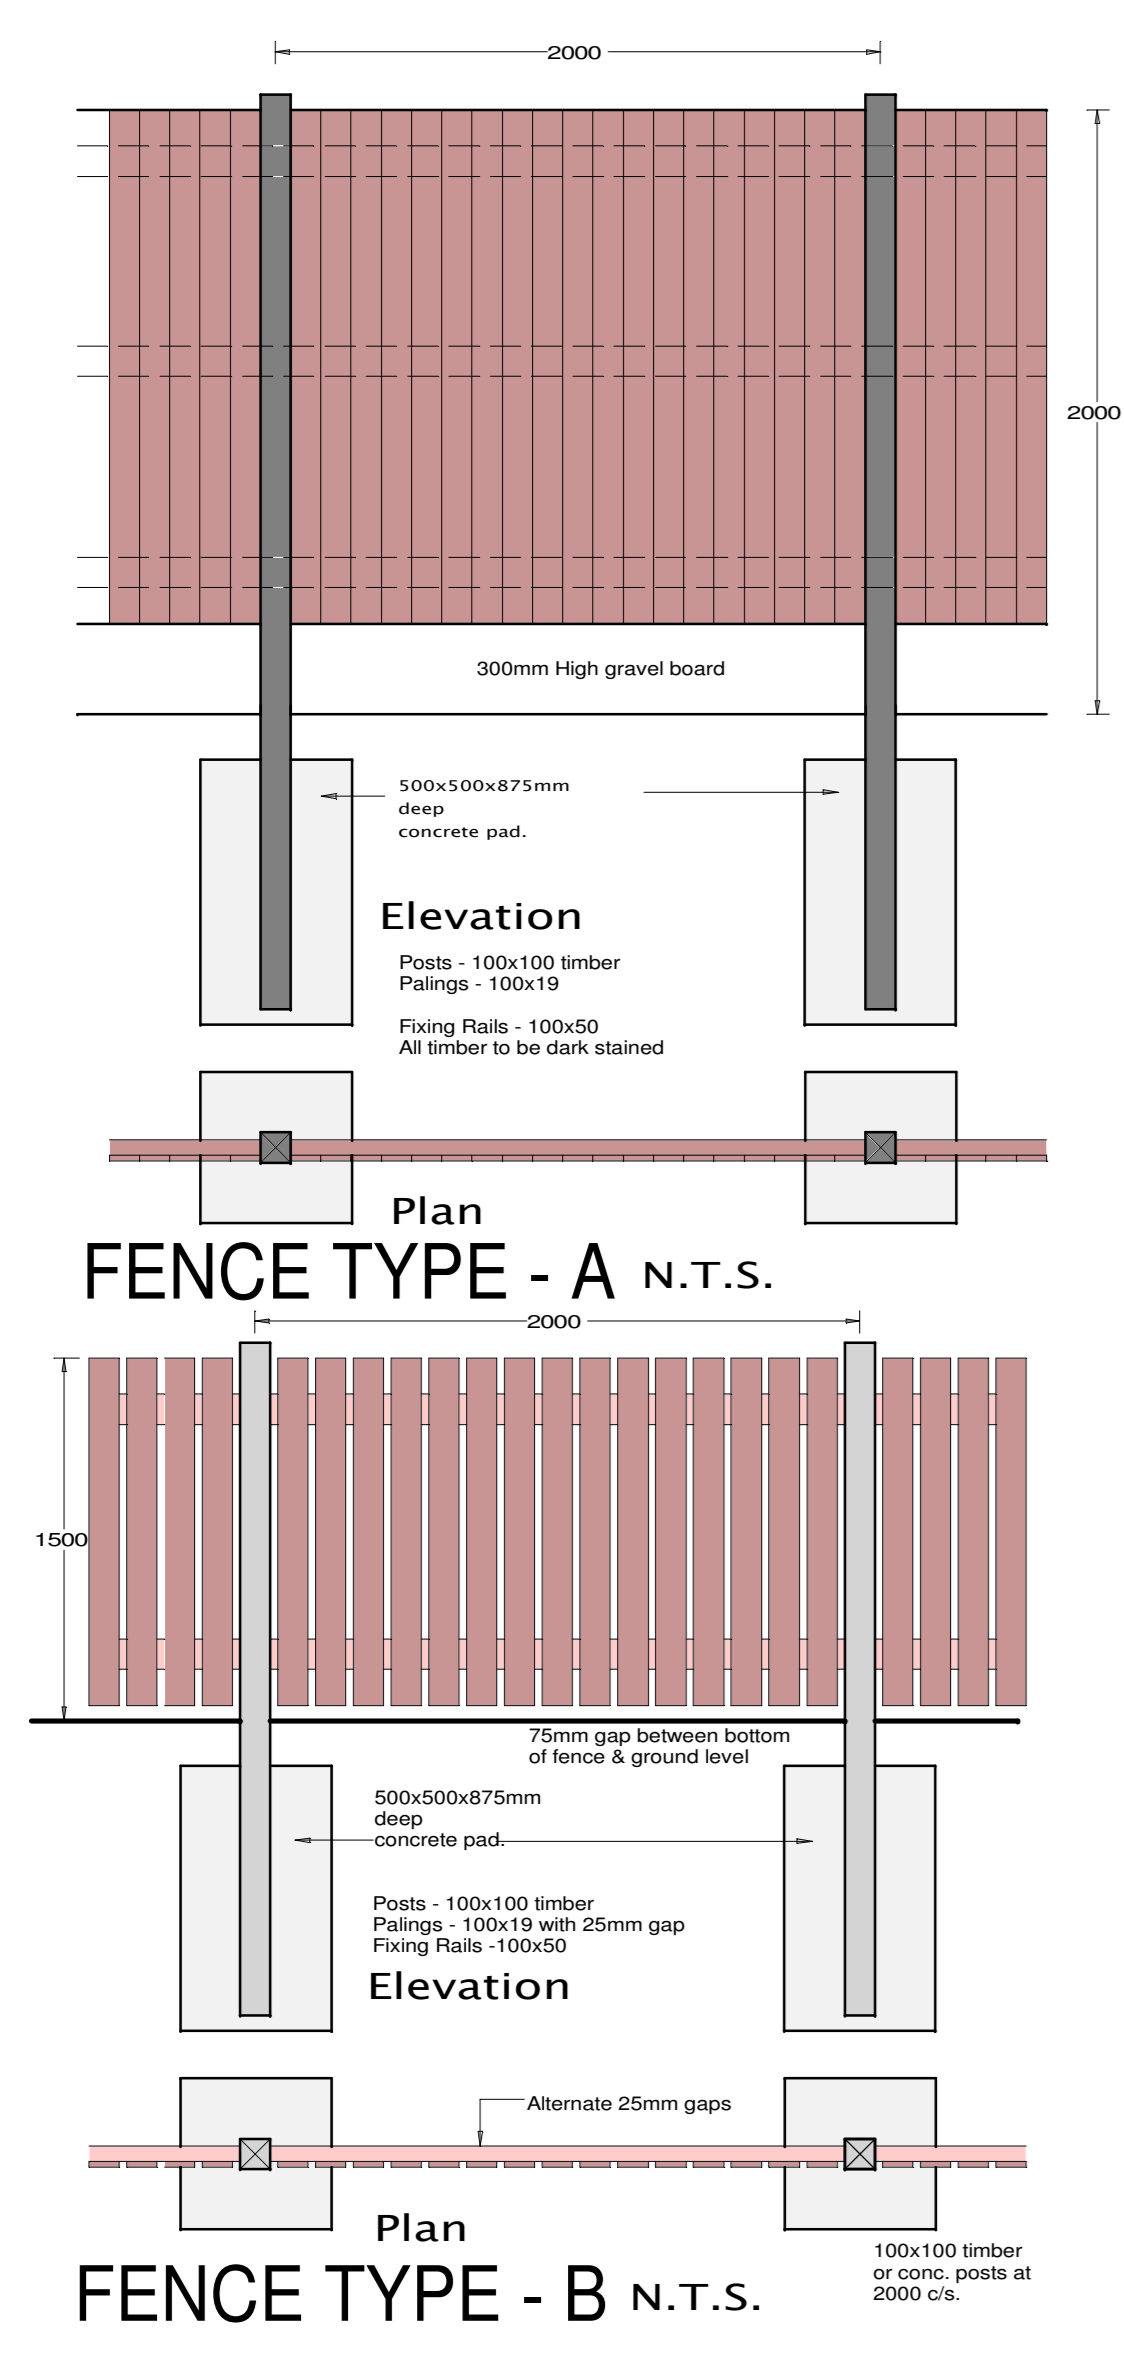 2000
2000
300mm High gravel board
500x500x875mm
deep
concrete pad.
Elevation
Posts - 100x100 timber
Palings - 100x19
Fixing Rails - 100x50
All timber to be dark stained
Plan
FENCE TYPE - A N.T.S.
2000
1500
75mm gap between bottom
of fence & ground level
500x500x875mm
deep
concrete pad.
Posts - 100x100 timber
Palings - 100x19 with 25mm gap
Fixing Rails -100x50
Elevation
Alternate 25mm gaps
Plan
100x100 timber
or conc. posts at
2000 c/s.
FENCE TYPE - B N.T.S.